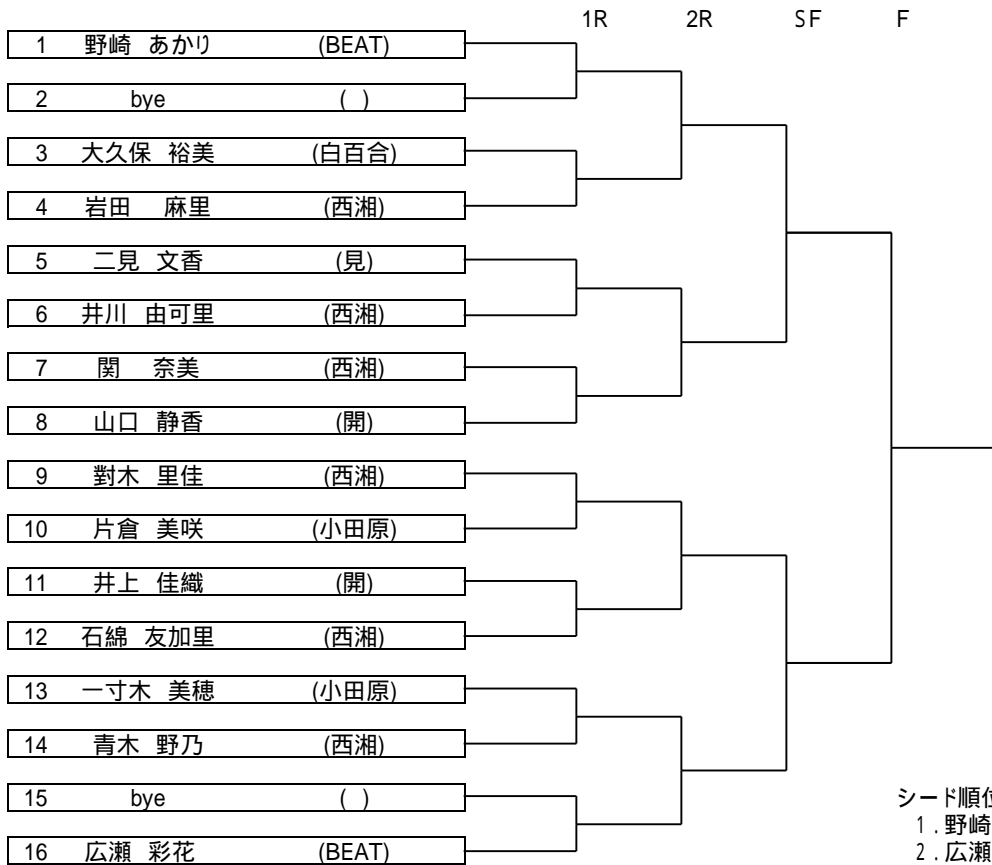 1R 2R SF F
1 野崎 あかり (BEAT)
2 bye ( )
3 大久保 裕美 (白百合)
4 岩田 麻里 (西湘)
5 二見 文香 (見)
6 井川 由可里 (西湘)
7 関 奈美 (西湘)
8 山口 静香 (開)
9 對木 里佳 (西湘)
10 片倉 美咲 (小田原)
11 井上 佳織 (開)
12 石綿 友加里 (西湘)
13 一寸木 美穂 (小田原)
14 青木 野乃 (西湘)
15 bye ( )
シード順位
1.野崎
16 広瀬 彩花 (BEAT)
2.広瀬